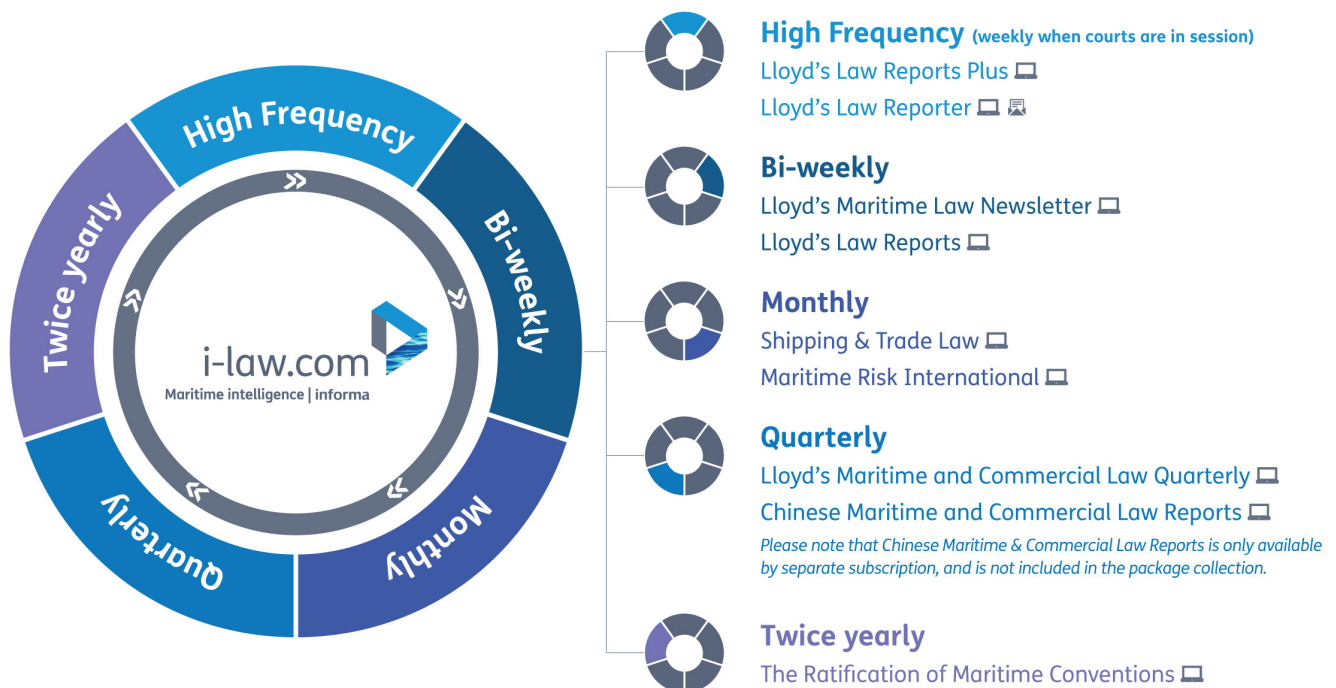 High Frequency
Bi-weekly
Monthly
Quarterly
Twice yearly
i-law.com
Maritime intelligence | informa
High Frequency (weekly when courts are in session)
Lloyd's Law Reports Plus
Lloyd's Law Reporter
Bi-weekly
Lloyd's Maritime Law Newsletter
Lloyd's Law Reports
Monthly
Shipping & Trade Law
Maritime Risk International
Quarterly
Lloyd's Maritime and Commercial Law Quarterly
Chinese Maritime and Commercial Law Reports
Please note that Chinese Maritime & Commercial Law Reports is only available
by separate subscription, and is not included in the package collection.
Twice yearly
The Ratification of Maritime Conventions